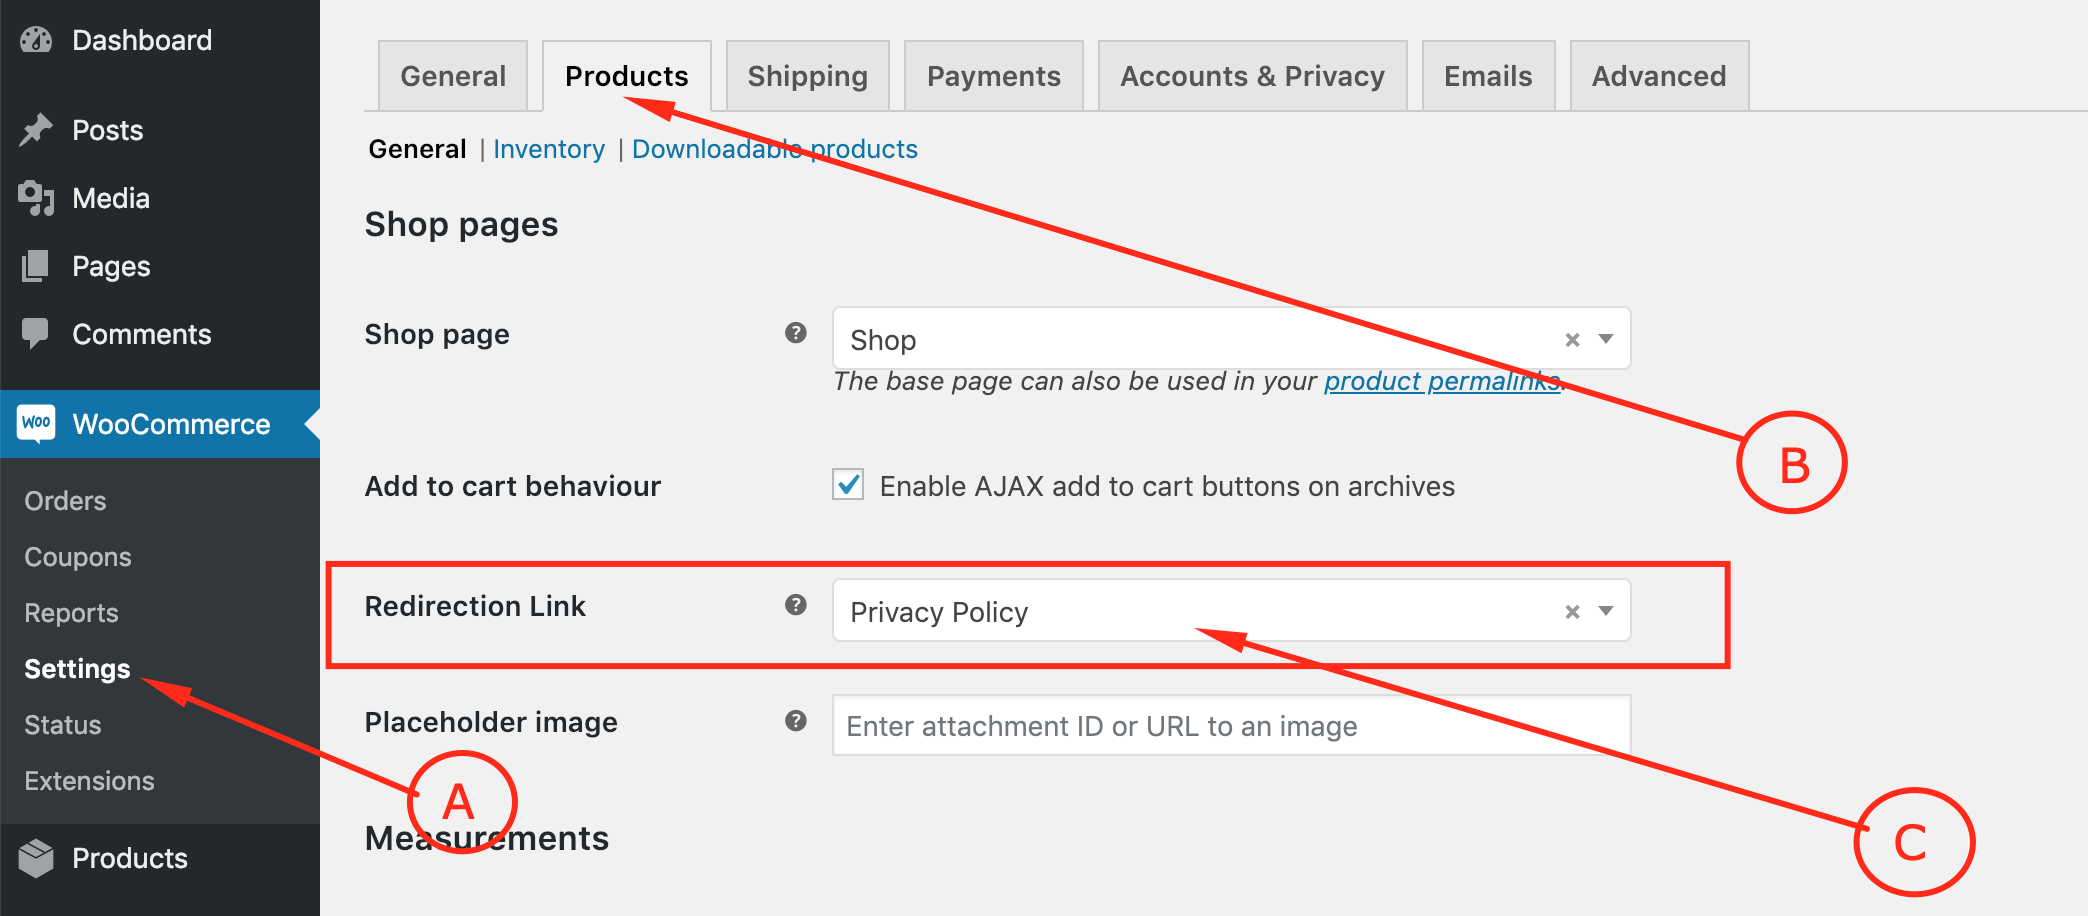 Dashboard
Posts
Media
Pages
Comments
Woo WooCommerce
Orders
Coupons
Reports
Settings
Status
Extensions
Products
General Products Shipping Payments Accounts & Privacy Emails Advanced
General | Inventory | Downloadable products
Shop pages
Shop page ? Shop × 
The base page can also be used in your product permalinks.
B
Add to cart behaviour Enable AJAX add to cart buttons on archives
Redirection Link ? Privacy Policy ×
Placeholder image ? Enter attachment ID or URL to an image
A
Measurements
C